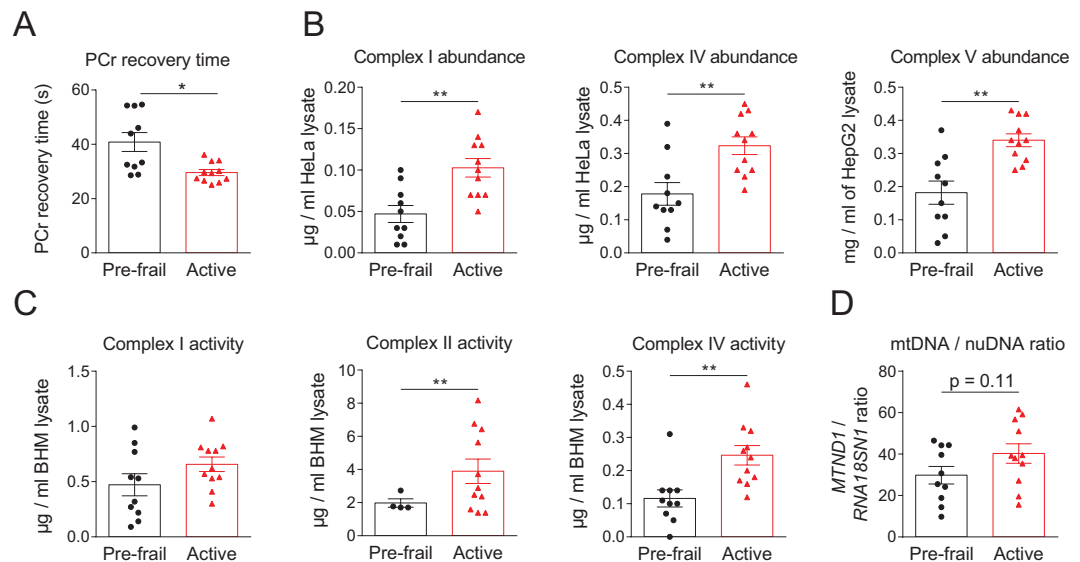 A
PCr recovery time
PCr recovery time (s)
60
40
20
0
*
Pre-frail
Active
B
Complex I abundance
µg / ml HeLa lysate
0.20
0.15
0.10
0.05
0.00
**
Pre-frail
Active
Complex IV abundance
µg / ml HeLa lysate
0.5
0.4
0.3
0.2
0.1
0.0
**
Pre-frail
Active
Complex V abundance
mg / ml of HepG2 lysate
0.5
0.4
0.3
0.2
0.1
0.0
**
Pre-frail
Active
C
Complex I activity
µg / ml BHM lysate
1.5
1.0
0.5
0.0
Pre-frail
Active
Complex II activity
µg / ml BHM lysate
10
8
6
4
2
0
**
Pre-frail
Active
Complex IV activity
µg / ml BHM lysate
0.5
0.4
0.3
0.2
0.1
0.0
**
Pre-frail
Active
D
mtDNA / nuDNA ratio
MTND1 /
RNA18SN1 ratio
80
60
40
20
0
p = 0.11
Pre-frail
Active